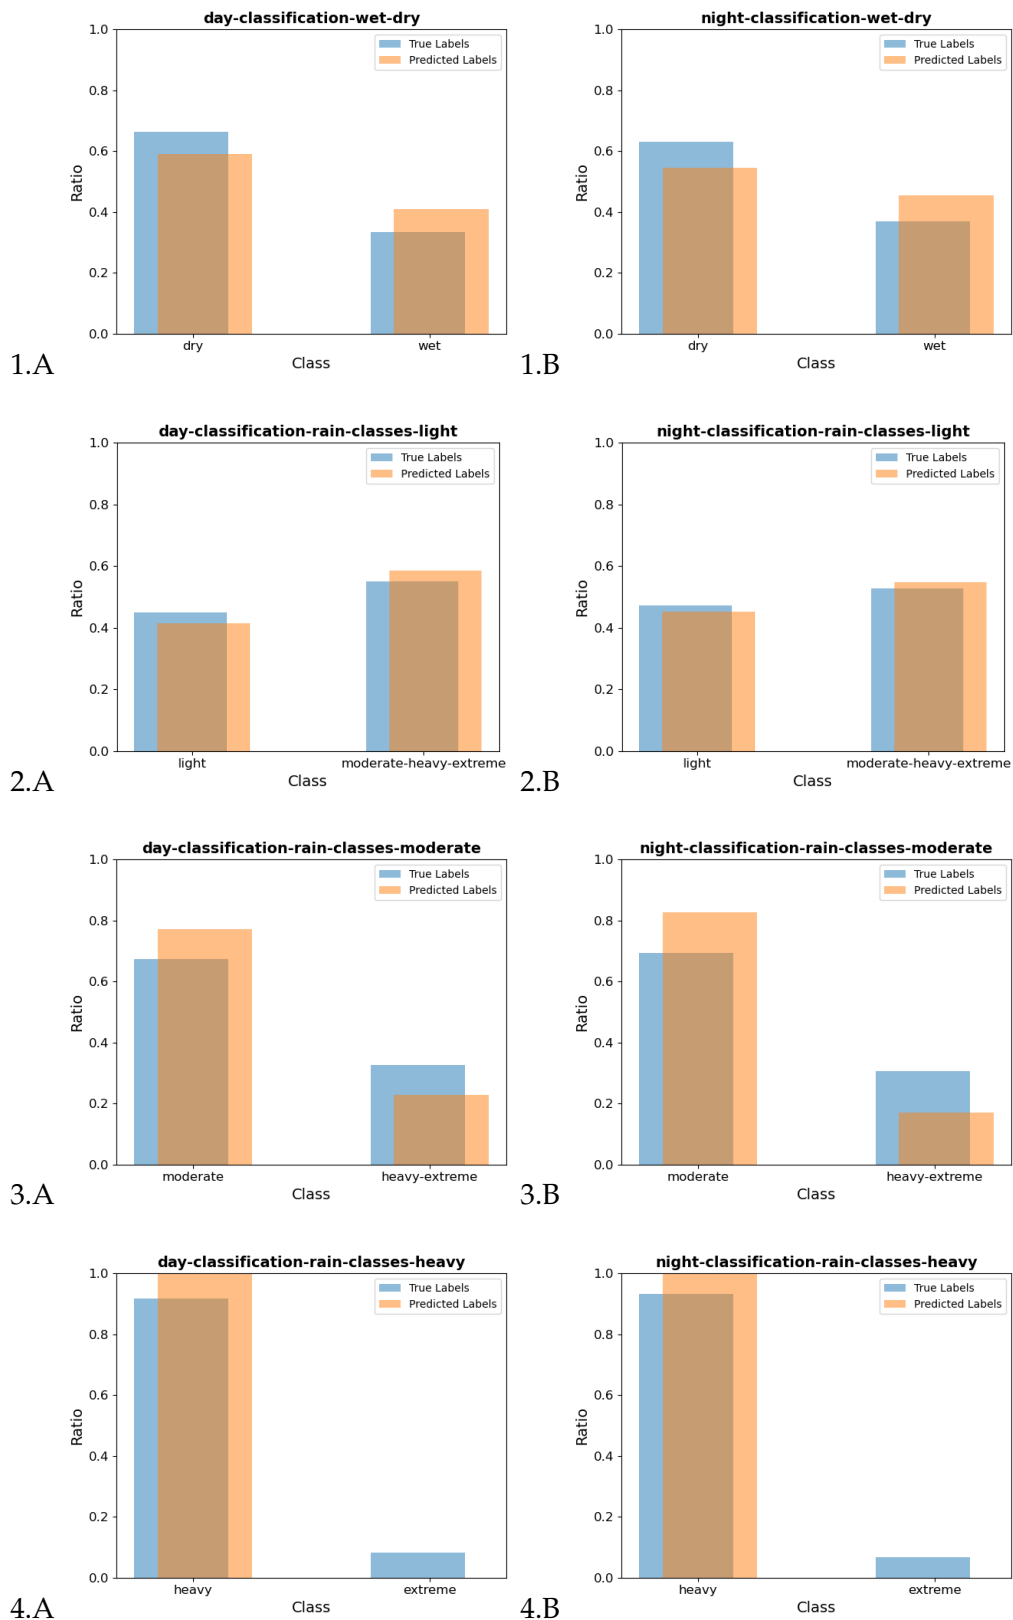 day-classification-wet-dry
True Labels
Predicted Labels
1.0
0.8
0.6
0.4
0.2
0.0
Ratio
dry wet
Class
1.A
night-classification-wet-dry
True Labels
Predicted Labels
1.0
0.8
0.6
0.4
0.2
0.0
Ratio
dry wet
Class
1.B
day-classification-rain-classes-light
True Labels
Predicted Labels
1.0
0.8
0.6
0.4
0.2
0.0
Ratio
light moderate-heavy-extreme
Class
2.A
night-classification-rain-classes-light
True Labels
Predicted Labels
1.0
0.8
0.6
0.4
0.2
0.0
Ratio
light moderate-heavy-extreme
Class
2.B
day-classification-rain-classes-moderate
True Labels
Predicted Labels
1.0
0.8
0.6
0.4
0.2
0.0
Ratio
moderate heavy-extreme
Class
3.A
night-classification-rain-classes-moderate
True Labels
Predicted Labels
1.0
0.8
0.6
0.4
0.2
0.0
Ratio
moderate heavy-extreme
Class
3.B
day-classification-rain-classes-heavy
True Labels
Predicted Labels
1.0
0.8
0.6
0.4
0.2
0.0
Ratio
heavy extreme
Class
4.A
night-classification-rain-classes-heavy
True Labels
Predicted Labels
1.0
0.8
0.6
0.4
0.2
0.0
Ratio
heavy extreme
Class
4.B